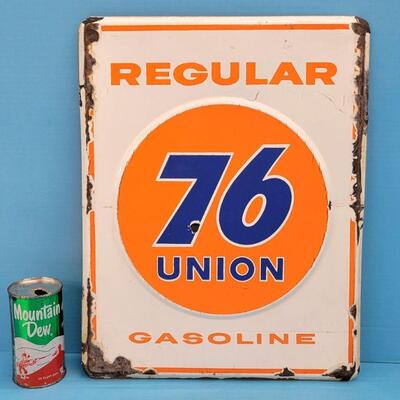 REGULAR
76
UNION
GASOLINE
Mountain
Dew